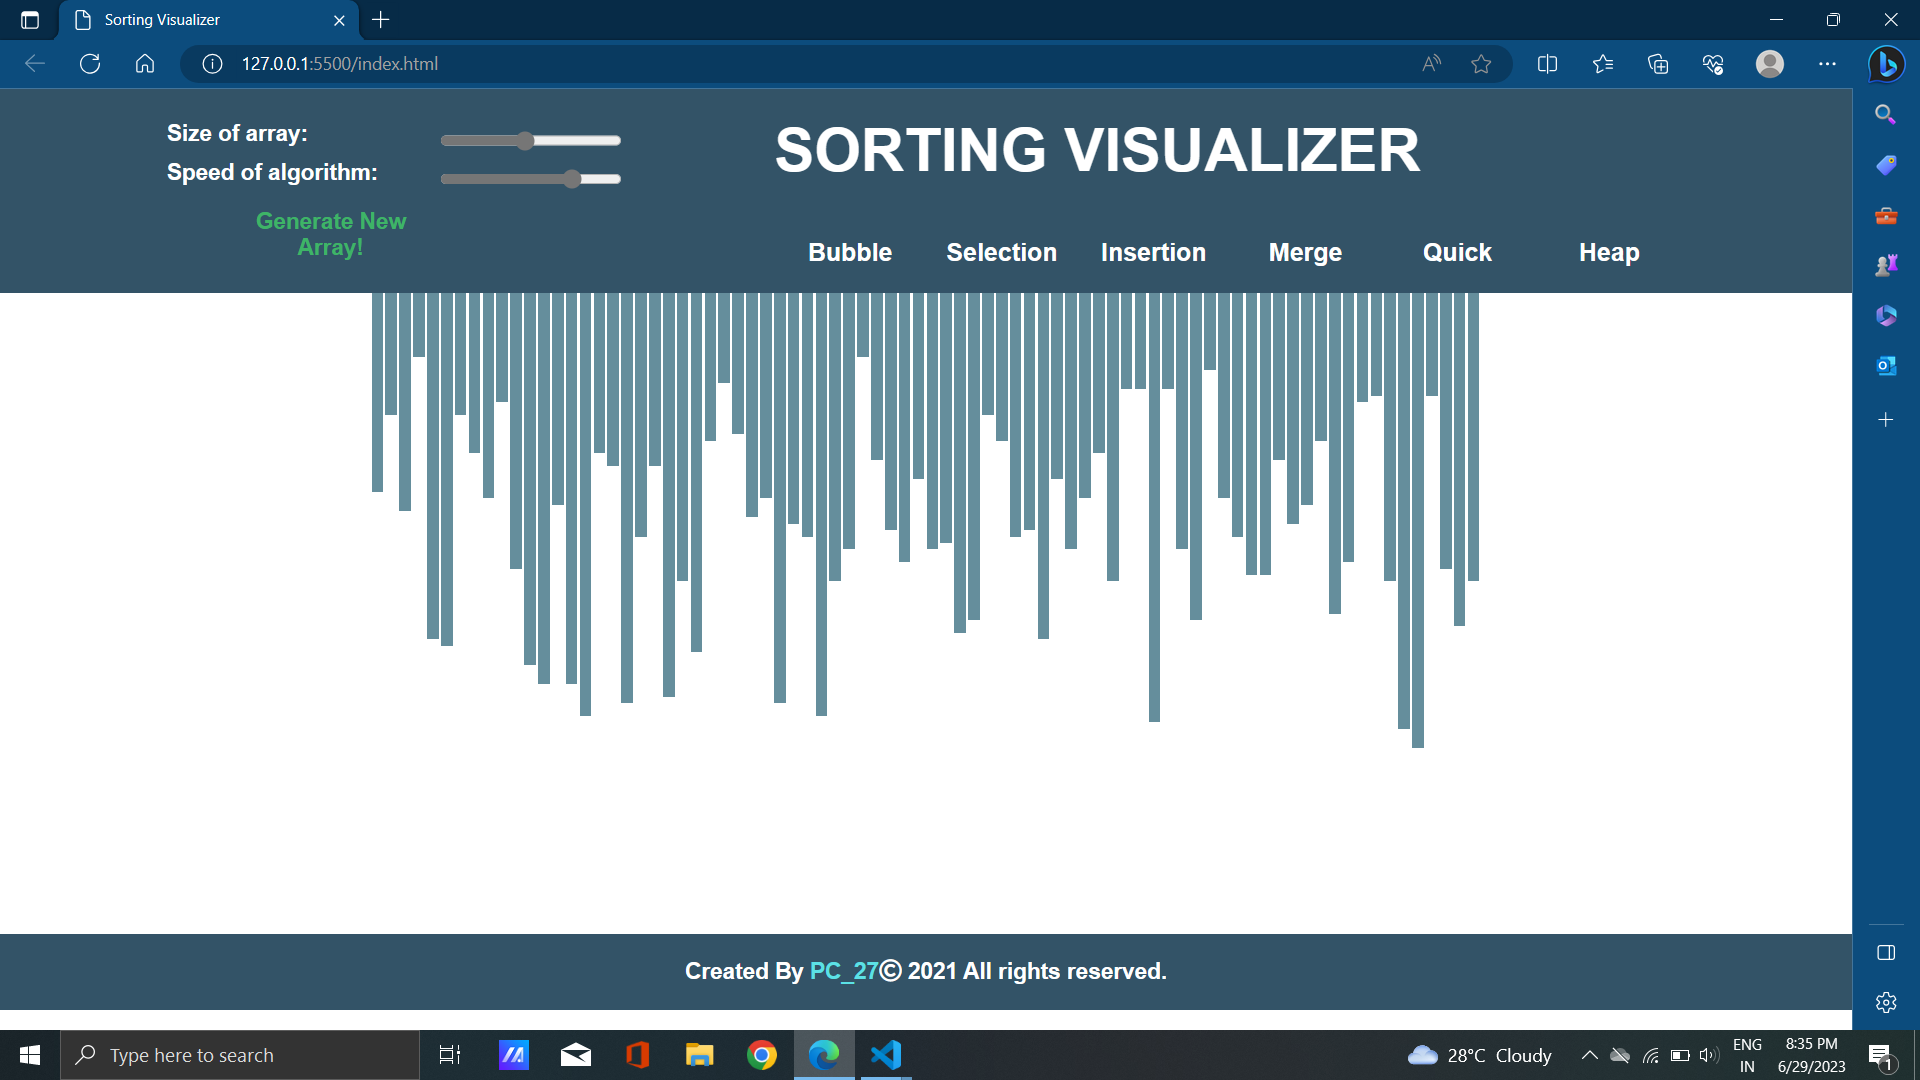 Sorting Visualizer
127.0.0.1:5500/index.html
Size of array:
SORTING VISUALIZER
Speed of algorithm:
Generate New
Array!
Bubble Selection Insertion Merge Quick Heap
Created By PC_27© 2021 All rights reserved.
Type here to search
28°C Cloudy
ENG
IN
8:35 PM
6/29/2023
1